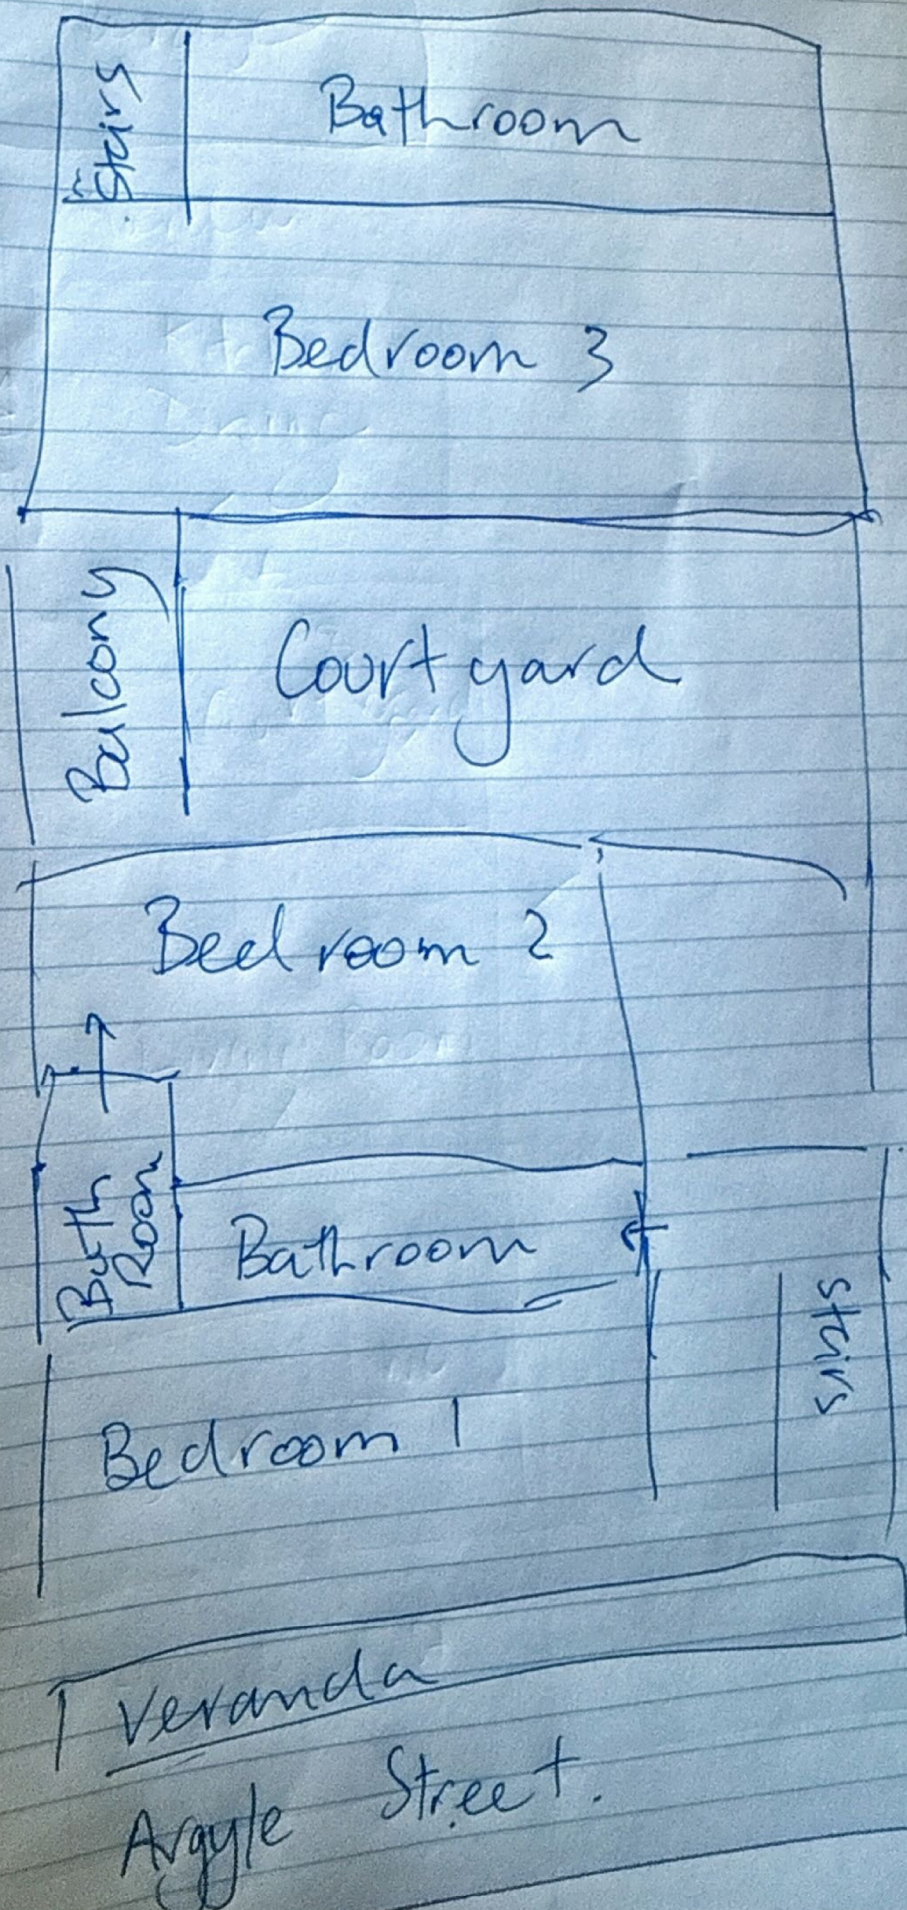 Stairs
Bathroom
Bedroom 3
Balcony
Courtyard
Bedroom 2
Bath
Room
Bathroom
Stairs
Bedroom 1
Veranda
Argyle Street.